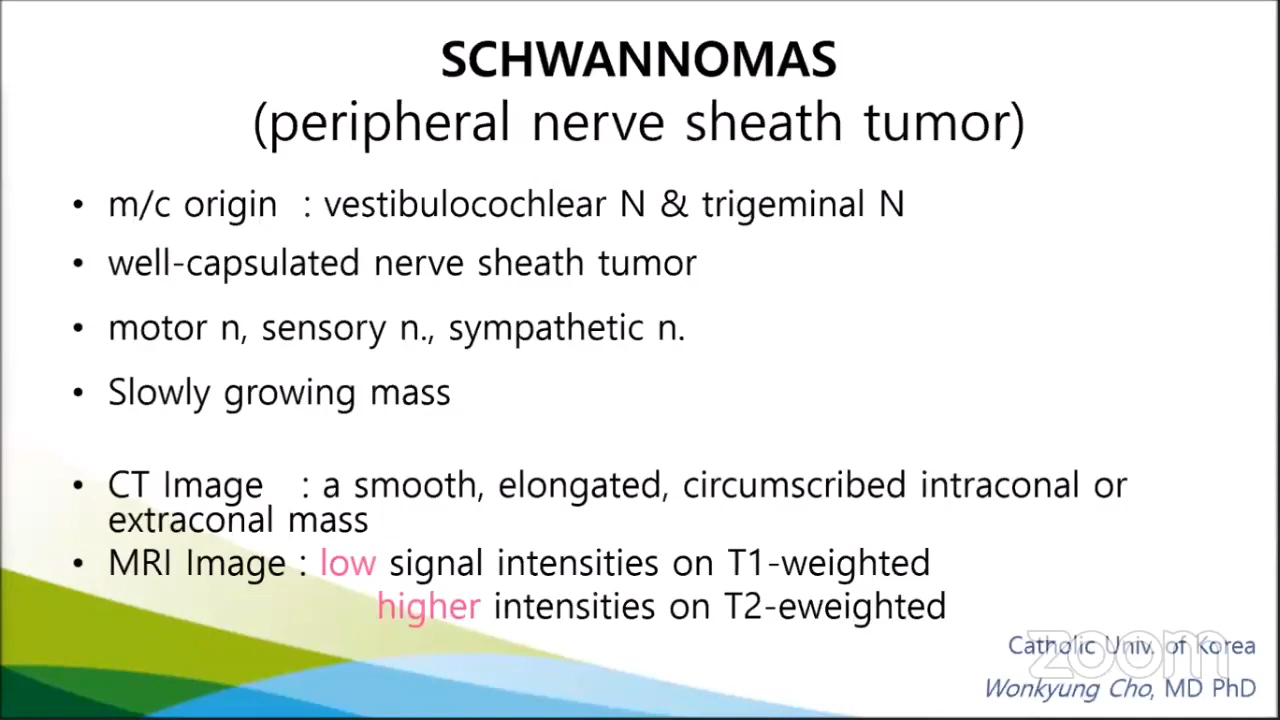 SCHWANNOMAS
(peripheral nerve sheath tumor)
• m/c origin : vestibulocochlear N & trigeminal N
• well-capsulated nerve sheath tumor
• motor n, sensory n., sympathetic n.
• Slowly growing mass
• CT Image : a smooth, elongated, circumscribed intraconal or
extraconal mass
• MRI Image : low signal intensities on T1-weighted
higher intensities on T2-eweighted
Catholic Univ. of Korea
zoom
Wonkyung Cho, MD PhD